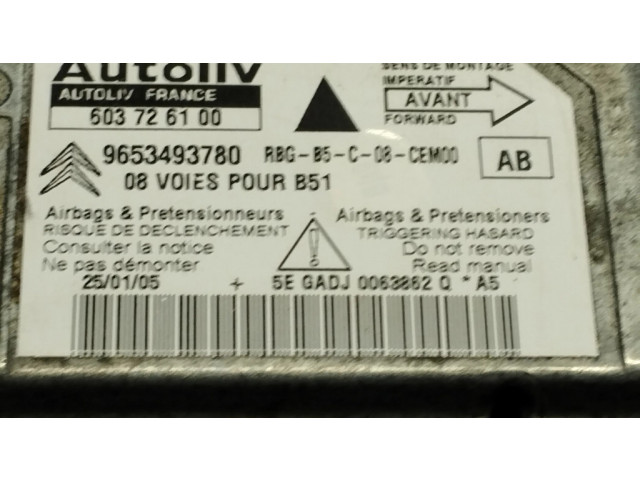 Autoliv
AUTOLIV FRANCE
603 72 61 00
SENS DE MONTAGE
IMPERATIF
AVANT
FORWARD
9653493780 RBG-B5-C-08-CEM00
AB
08 VOIES POUR B51
Airbags & Pretensionneurs
RISQUE DE DECLENCHEMENT
Consulter la notice
Ne pas démonter
!
Airbags & Pretensioners
TRIGGERING HASARD
Do not remove
Read manual
25/01/05 + 5E GADJ 0063862 Q * A5